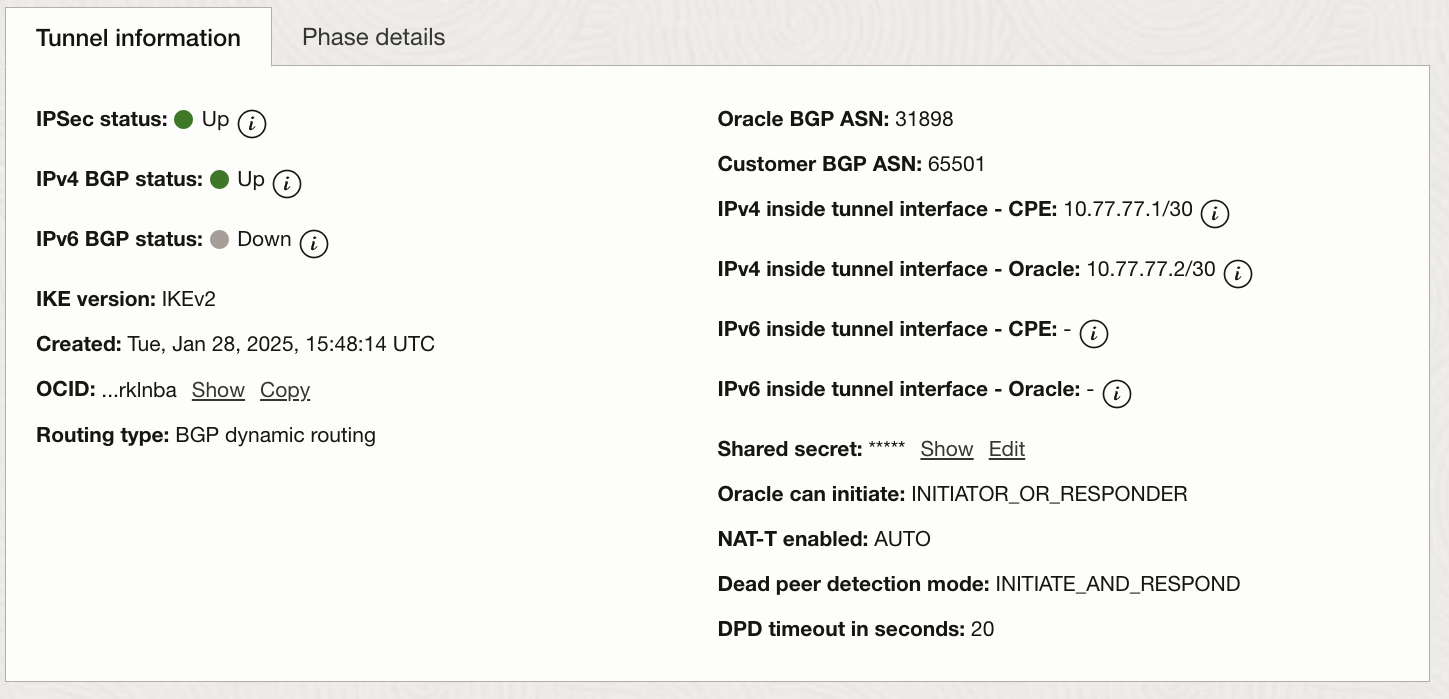 Tunnel information
Phase details
IPSec status: Up i
IPv4 BGP status: Up i
IPv6 BGP status: Down i
IKE version: IKEv2
Created: Tue, Jan 28, 2025, 15:48:14 UTC
OCID: ...rklnba Show Copy
Routing type: BGP dynamic routing
Oracle BGP ASN: 31898
Customer BGP ASN: 65501
IPv4 inside tunnel interface - CPE: 10.77.77.1/30 i
IPv4 inside tunnel interface - Oracle: 10.77.77.2/30 i
IPv6 inside tunnel interface - CPE: - i
IPv6 inside tunnel interface - Oracle: - i
Shared secret: ***** Show Edit
Oracle can initiate: INITIATOR_OR_RESPONDER
NAT-T enabled: AUTO
Dead peer detection mode: INITIATE_AND_RESPOND
DPD timeout in seconds: 20